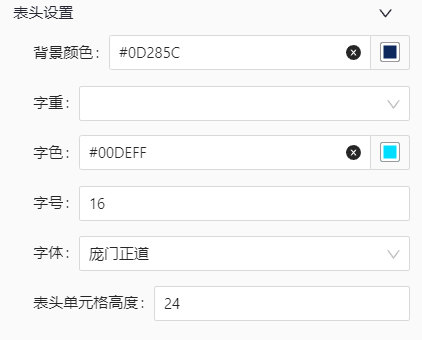 表头设置
背景颜色： #0D285C
字重：
字色： #00DEFF
字号： 16
字体： 庞门正道
表头单元格高度： 24